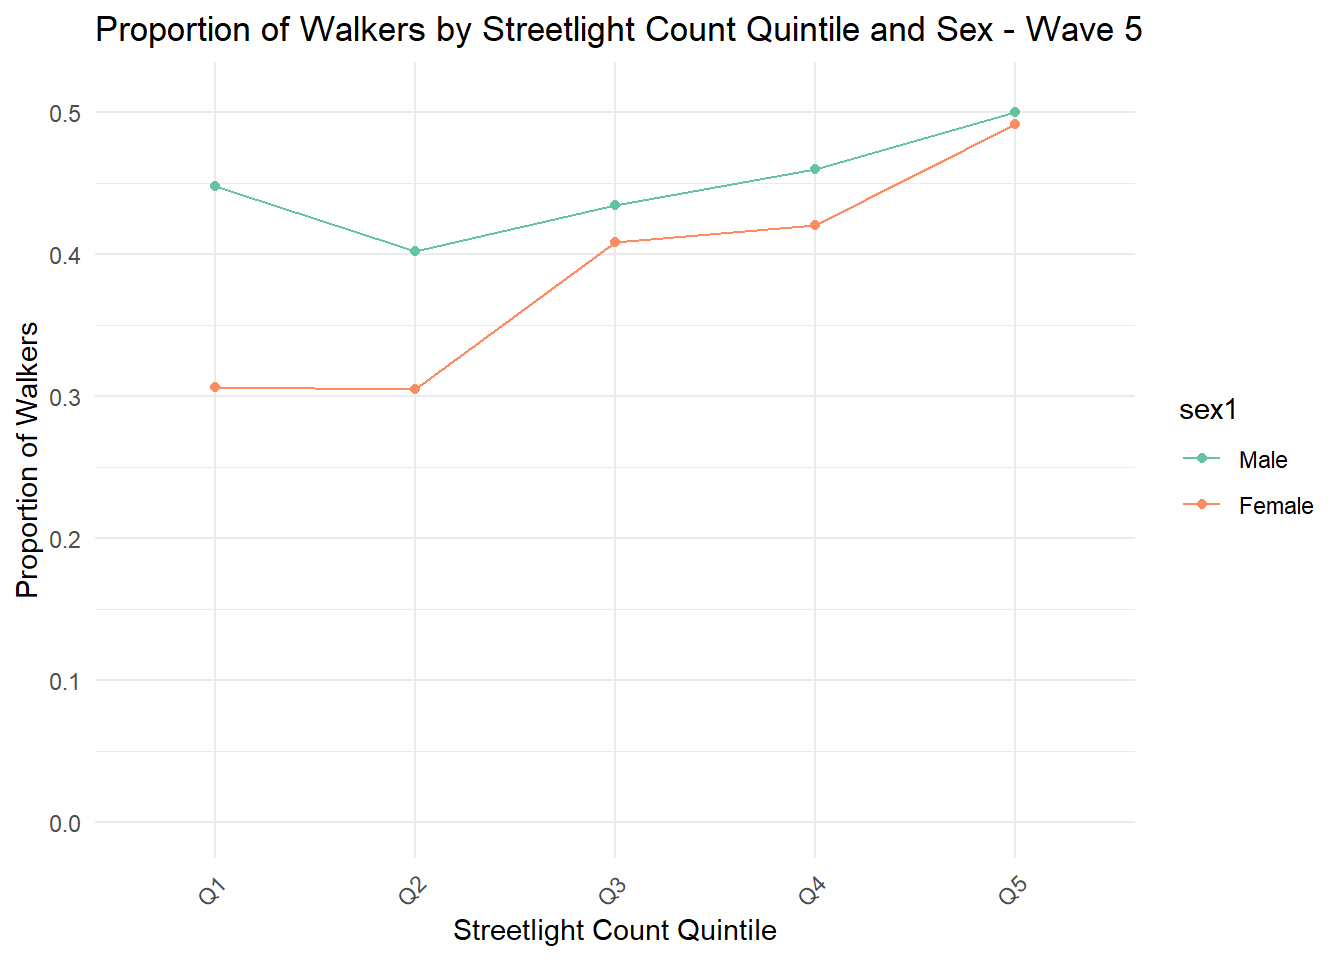 Proportion of Walkers by Streetlight Count Quintile and Sex - Wave 5
Proportion of Walkers
0.5
0.4
0.3
0.2
0.1
0.0
Q1
Q2
Q3
Q4
Q5
Streetlight Count Quintile
sex1
Male
Female